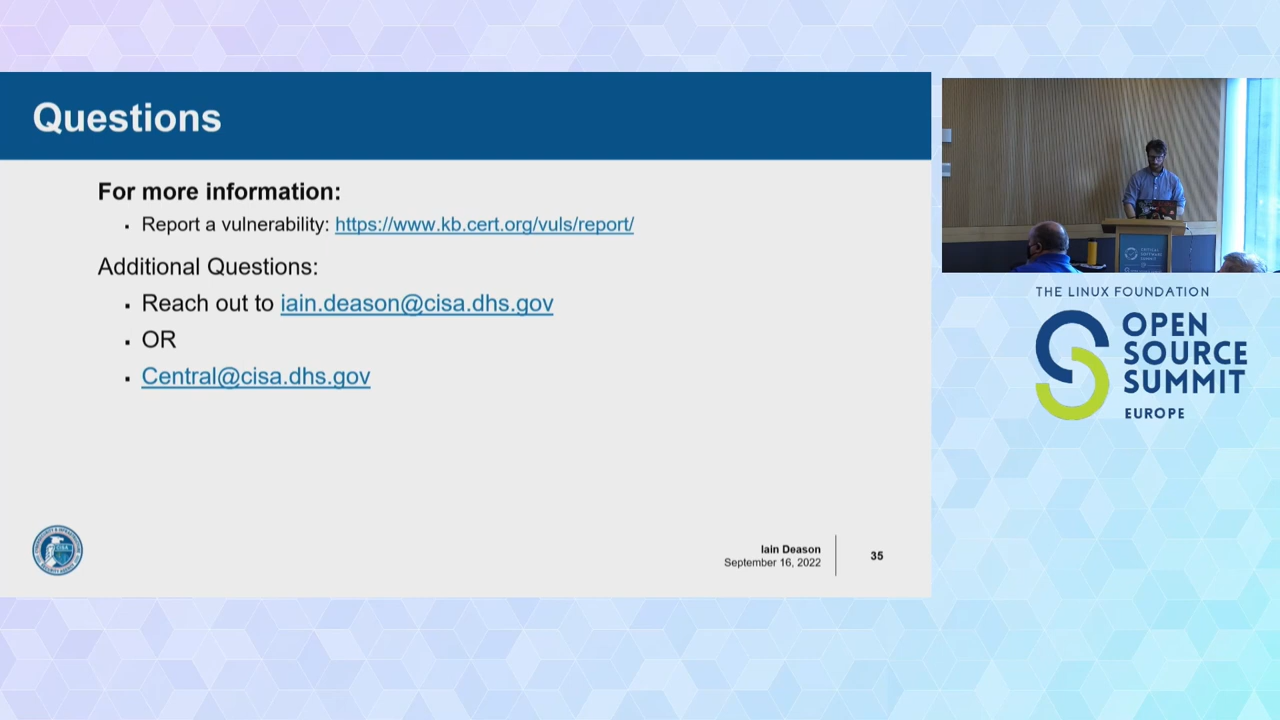 Questions
For more information:
Report a vulnerability: https://www.kb.cert.org/vuls/report/
Additional Questions:
Reach out to iain.deason@cisa.dhs.gov
OR
Central@cisa.dhs.gov
CISA
Iain Deason
September 16, 2022
35
THE LINUX FOUNDATION
OPEN
SOURCE
SUMMIT
EUROPE